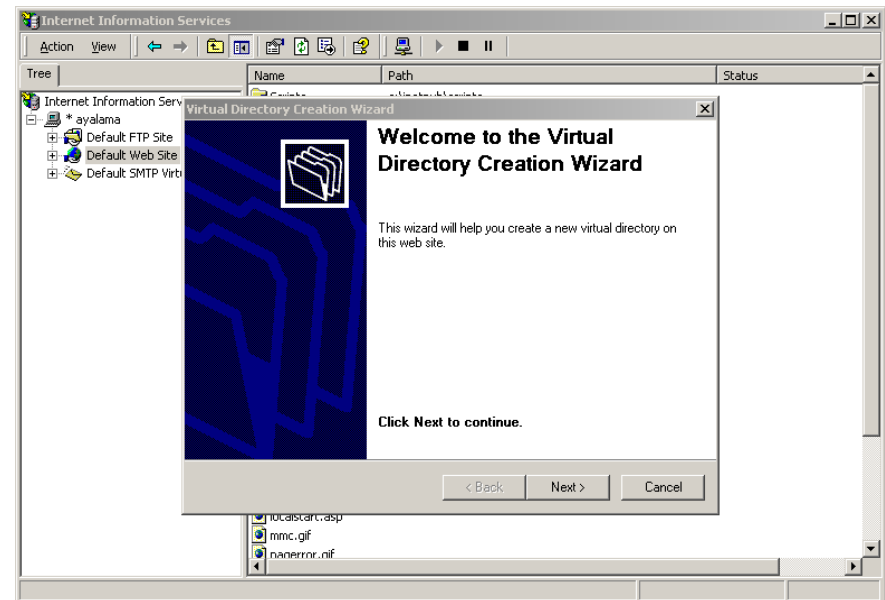 Internet Information Services
Action View
Tree
Name Path Status
Internet Information Serv
* ayalama
Default FTP Site
Default Web Site
Default SMTP Virtu
Virtual Directory Creation Wizard
Welcome to the Virtual
Directory Creation Wizard
This wizard will help you create a new virtual directory on
this web site.
Click Next to continue.
< Back Next > Cancel
localstart.asp
mmc.gif
pagerror.gif